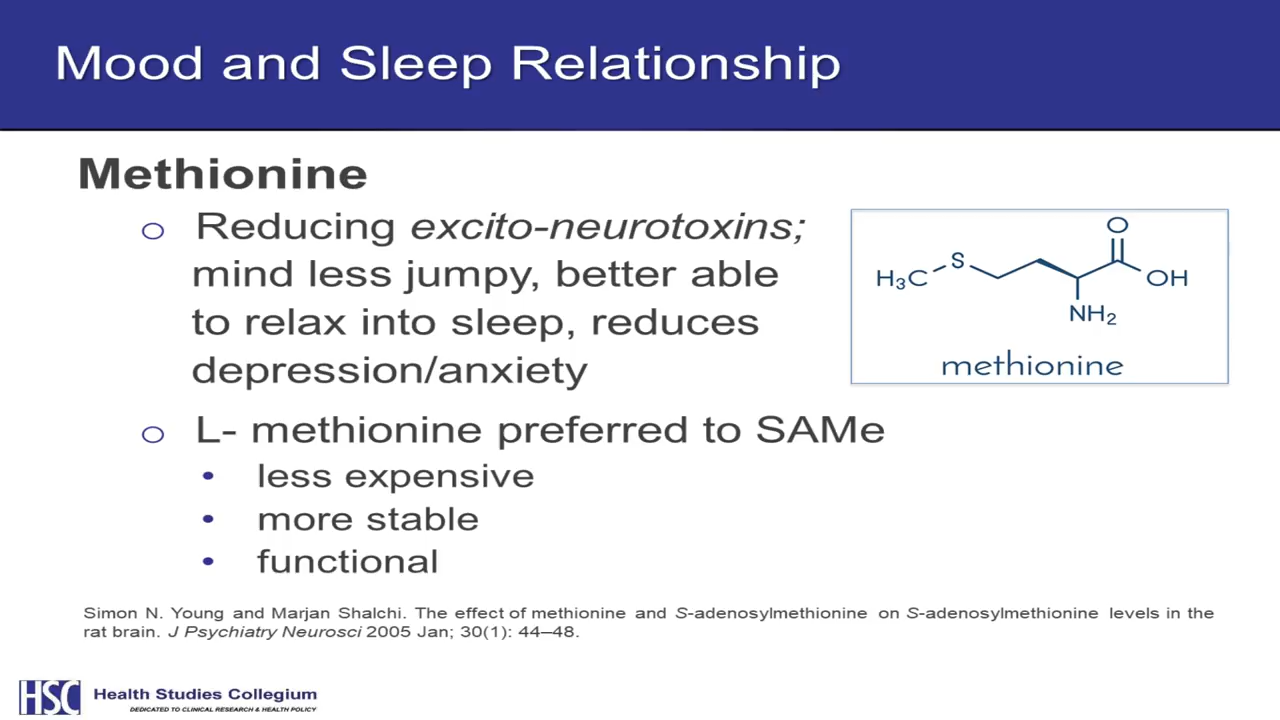 Mood and Sleep Relationship
Methionine
Reducing excito-neurotoxins;
mind less jumpy, better able
to relax into sleep, reduces
depression/anxiety
O
S
H3C
OH
NH2
methionine
L- methionine preferred to SAMe
less expensive
more stable
functional
Simon N. Young and Marjan Shalchi. The effect of methionine and S-adenosylmethionine on S-adenosylmethionine levels in the
rat brain. J Psychiatry Neurosci 2005 Jan; 30(1): 44–48.
HSC Health Studies Collegium
DEDICATED TO CLINICAL RESEARCH & HEALTH POLICY